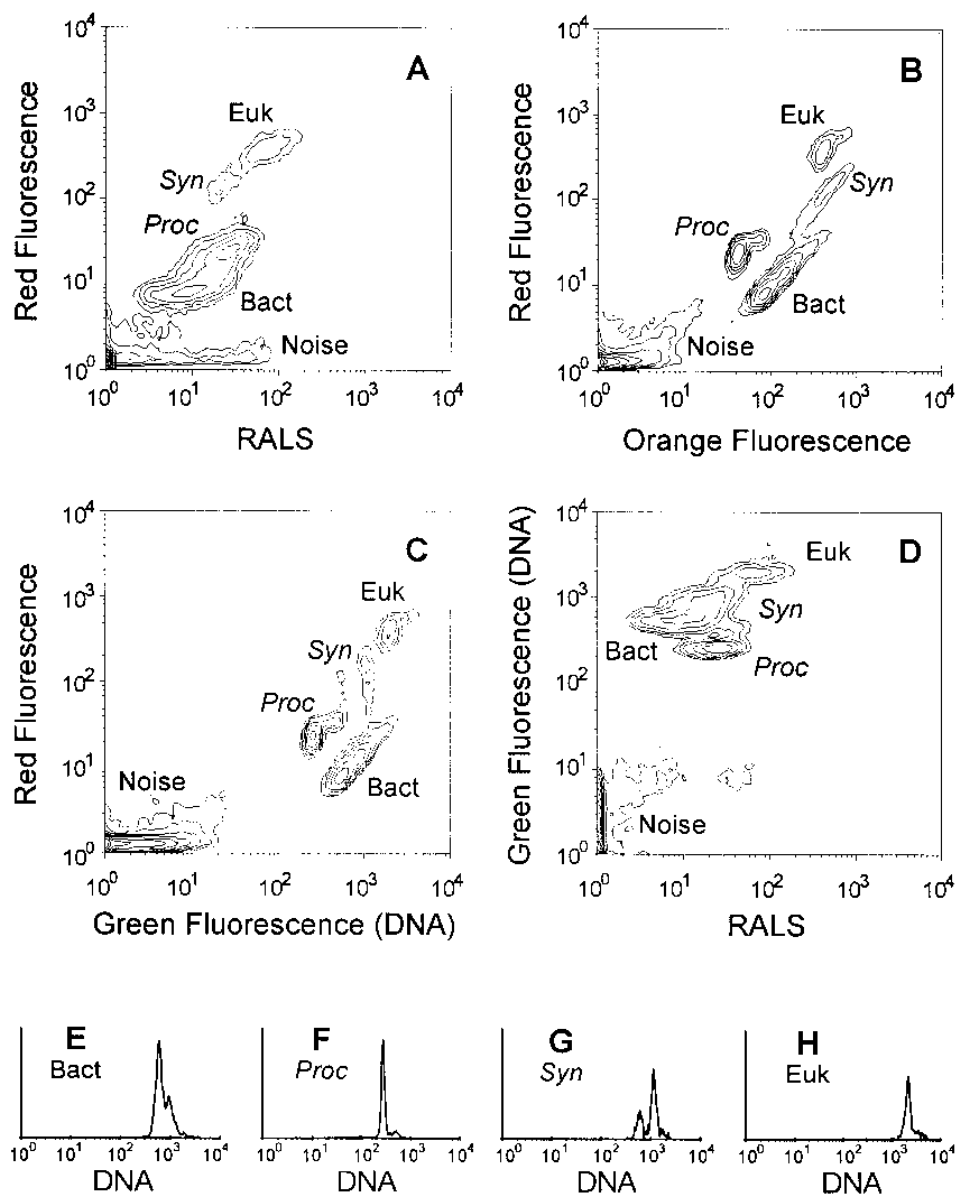 A
Red Fluorescence
10⁴
10³
10²
10¹
10⁰
Euk
Syn
Proc
Bact
Noise
10⁰ 10¹ 10² 10³ 10⁴
RALS
B
Red Fluorescence
10⁴
10³
10²
10¹
10⁰
Euk
Syn
Proc
Bact
Noise
10⁰ 10¹ 10² 10³ 10⁴
Orange Fluorescence
C
Red Fluorescence
10⁴
10³
10²
10¹
10⁰
Euk
Syn
Proc
Bact
Noise
10⁰ 10¹ 10² 10³ 10⁴
Green Fluorescence (DNA)
D
Green Fluorescence (DNA)
10⁴
10³
10²
10¹
10⁰
Euk
Syn
Bact
Proc
Noise
10⁰ 10¹ 10² 10³ 10⁴
RALS
E
Bact
10⁰ 10¹ 10² 10³ 10⁴
DNA
F
Proc
10⁰ 10¹ 10² 10³ 10⁴
DNA
G
Syn
10⁰ 10¹ 10² 10³ 10⁴
DNA
H
Euk
10⁰ 10¹ 10² 10³ 10⁴
DNA